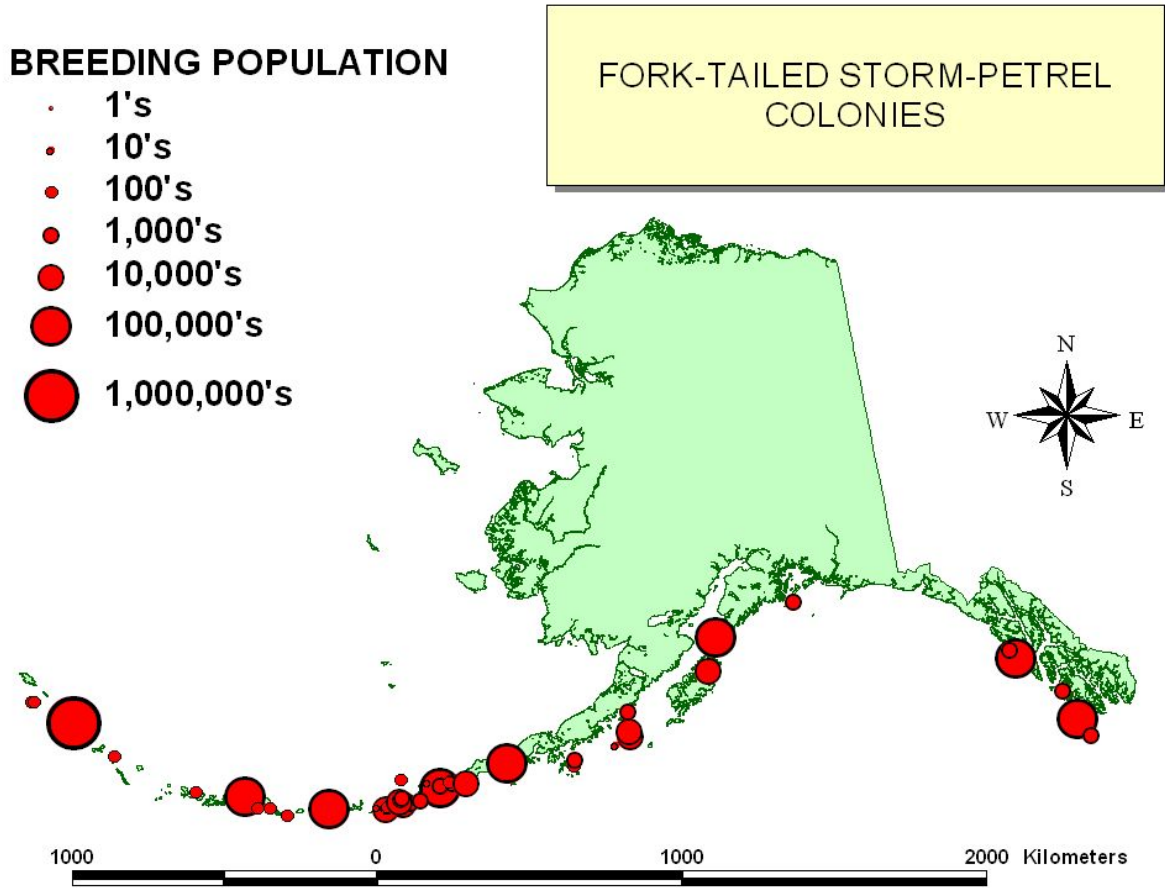 BREEDING POPULATION
1's
10's
100's
1,000's
10,000's
100,000's
1,000,000's
FORK-TAILED STORM-PETREL
COLONIES
N
W
E
S
1000
0
1000
2000 Kilometers